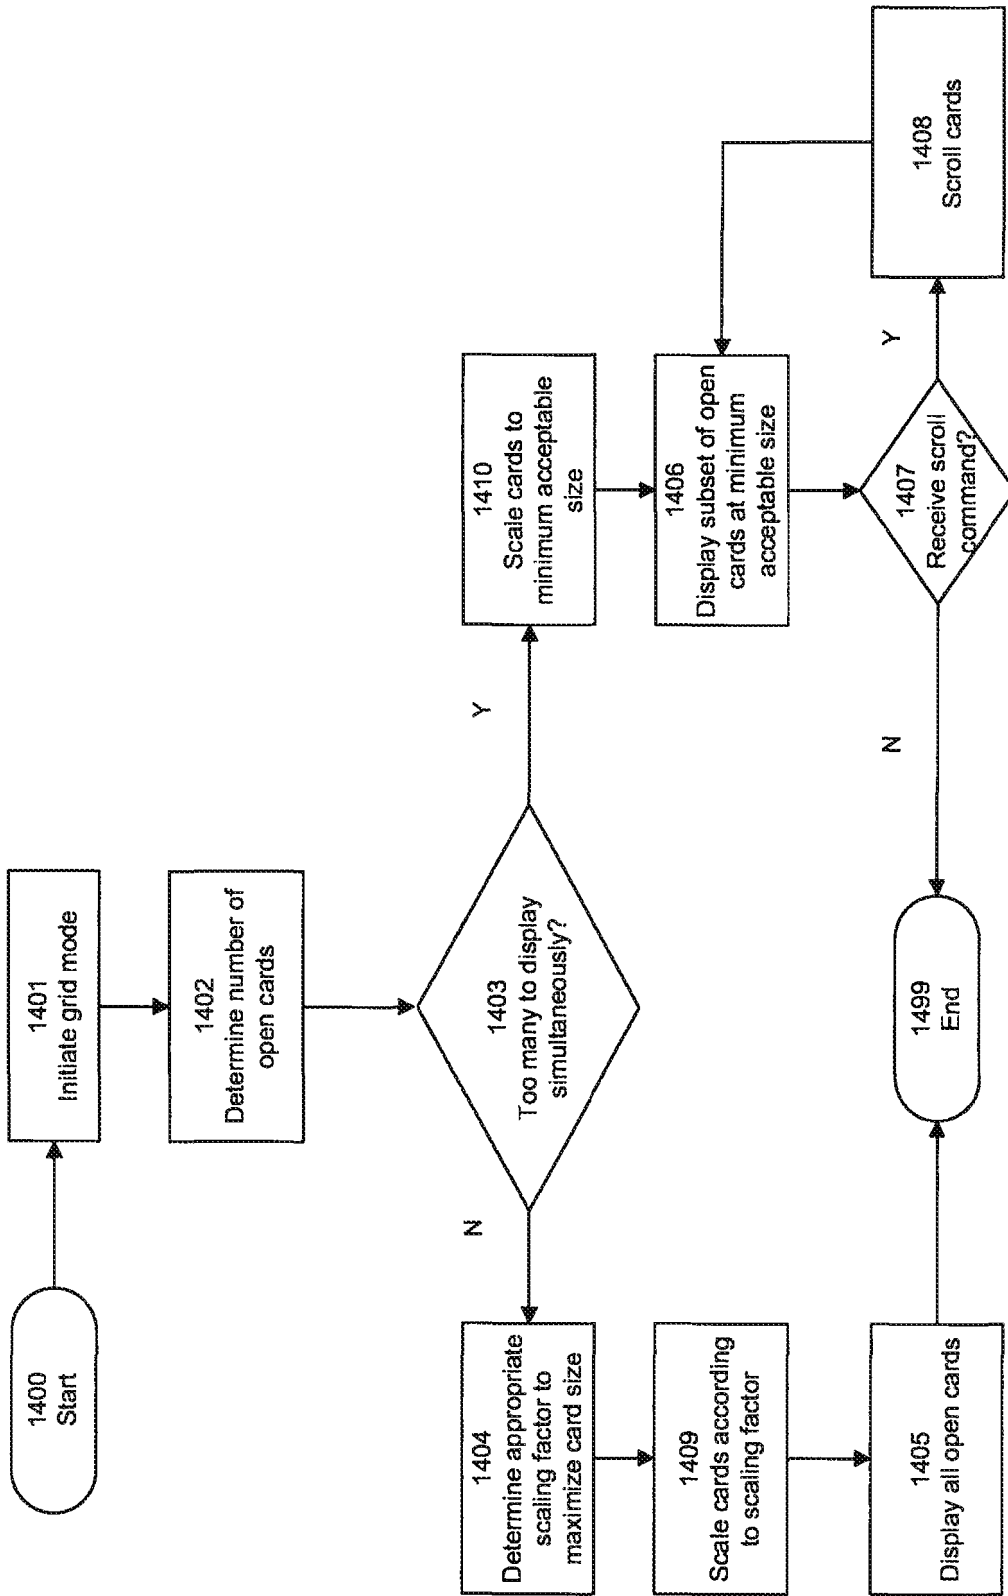 1400
Start
1401
Initiate grid mode
1402
Determine number of
open cards
1403
Too many to display
simultaneously?
N
Y
1404
Determine appropriate
scaling factor to
maximize card size
1409
Scale cards according
to scaling factor
1405
Display all open cards
1410
Scale cards to
minimum acceptable
size
1406
Display subset of open
cards at minimum
acceptable size
1407
Receive scroll
command?
Y
N
1408
Scroll cards
1499
End